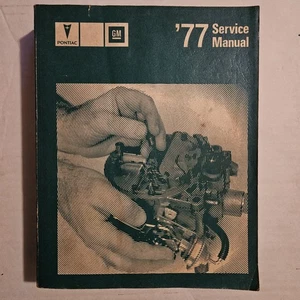 PONTIAC
GM
'77 Service
Manual